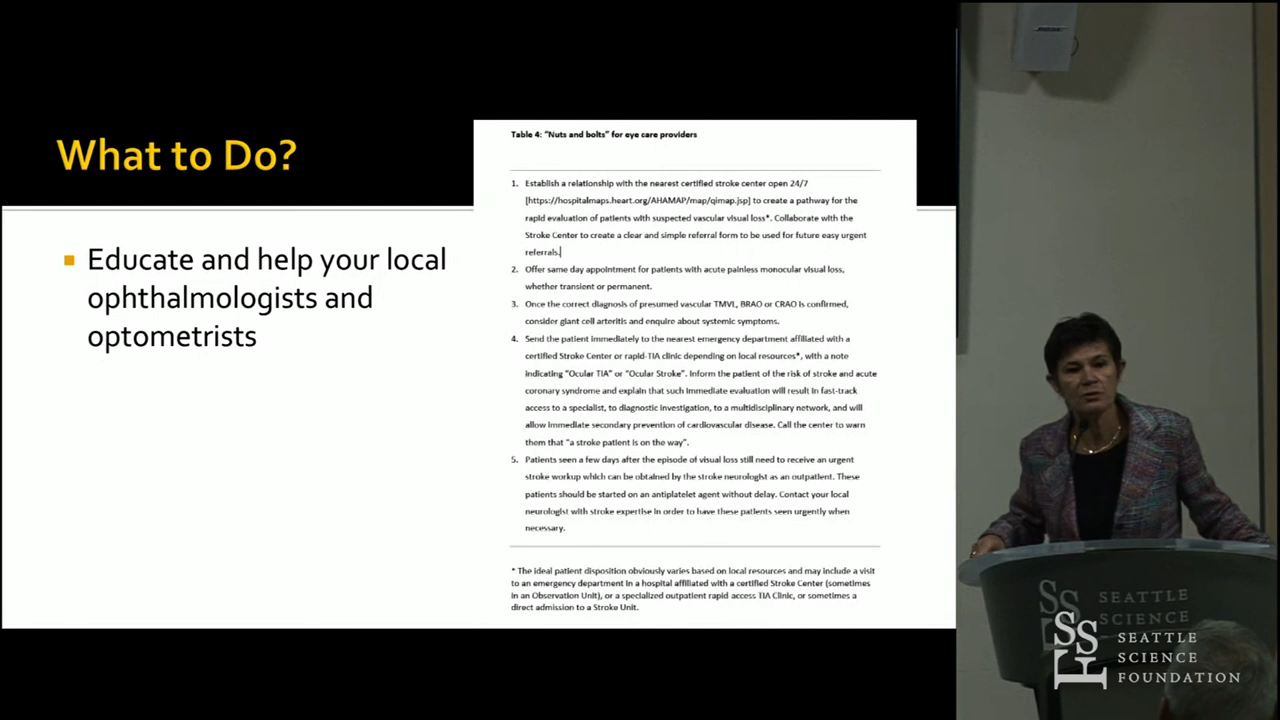 What to Do?
Educate and help your local
ophthalmologists and
optometrists
Table 4: "Nuts and bolts" for eye care providers
1. Establish a relationship with the nearest certified stroke center open 24/7
[https://hospitalmaps.heart.org/AHAMAP/map/qimap.jsp] to create a pathway for the
rapid evaluation of patients with suspected vascular visual loss*. Collaborate with the
Stroke Center to create a clear and simple referral form to be used for future easy urgent
referrals.
2. Offer same day appointment for patients with acute painless monocular visual loss,
whether transient or permanent.
3. Once the correct diagnosis of presumed vascular TMVL, BRAO or CRAO is confirmed,
consider giant cell arteritis and enquire about systemic symptoms.
4. Send the patient immediately to the nearest emergency department affiliated with a
certified Stroke Center or rapid-TIA clinic depending on local resources*, with a note
indicating "Ocular TIA" or "Ocular Stroke". Inform the patient of the risk of stroke and acute
coronary syndrome and explain that such immediate evaluation will result in fast-track
access to a specialist, to diagnostic investigation, to a multidisciplinary network, and will
allow immediate secondary prevention of cardiovascular disease. Call the center to warn
them that "a stroke patient is on the way".
5. Patients seen a few days after the episode of visual loss still need to receive an urgent
stroke workup which can be obtained by the stroke neurologist as an outpatient. These
patients should be started on an antiplatelet agent without delay. Contact your local
neurologist with stroke expertise in order to have these patients seen urgently when
necessary.
* The ideal patient disposition obviously varies based on local resources and may include a visit
to an emergency department in a hospital affiliated with a certified Stroke Center (sometimes
in an Observation Unit), or a specialized outpatient rapid access TIA Clinic, or sometimes a
direct admission to a Stroke Unit.
BOSE
SSF
SEATTLE
SCIENCE
SSF
SEATTLE
SCIENCE
FOUNDATION